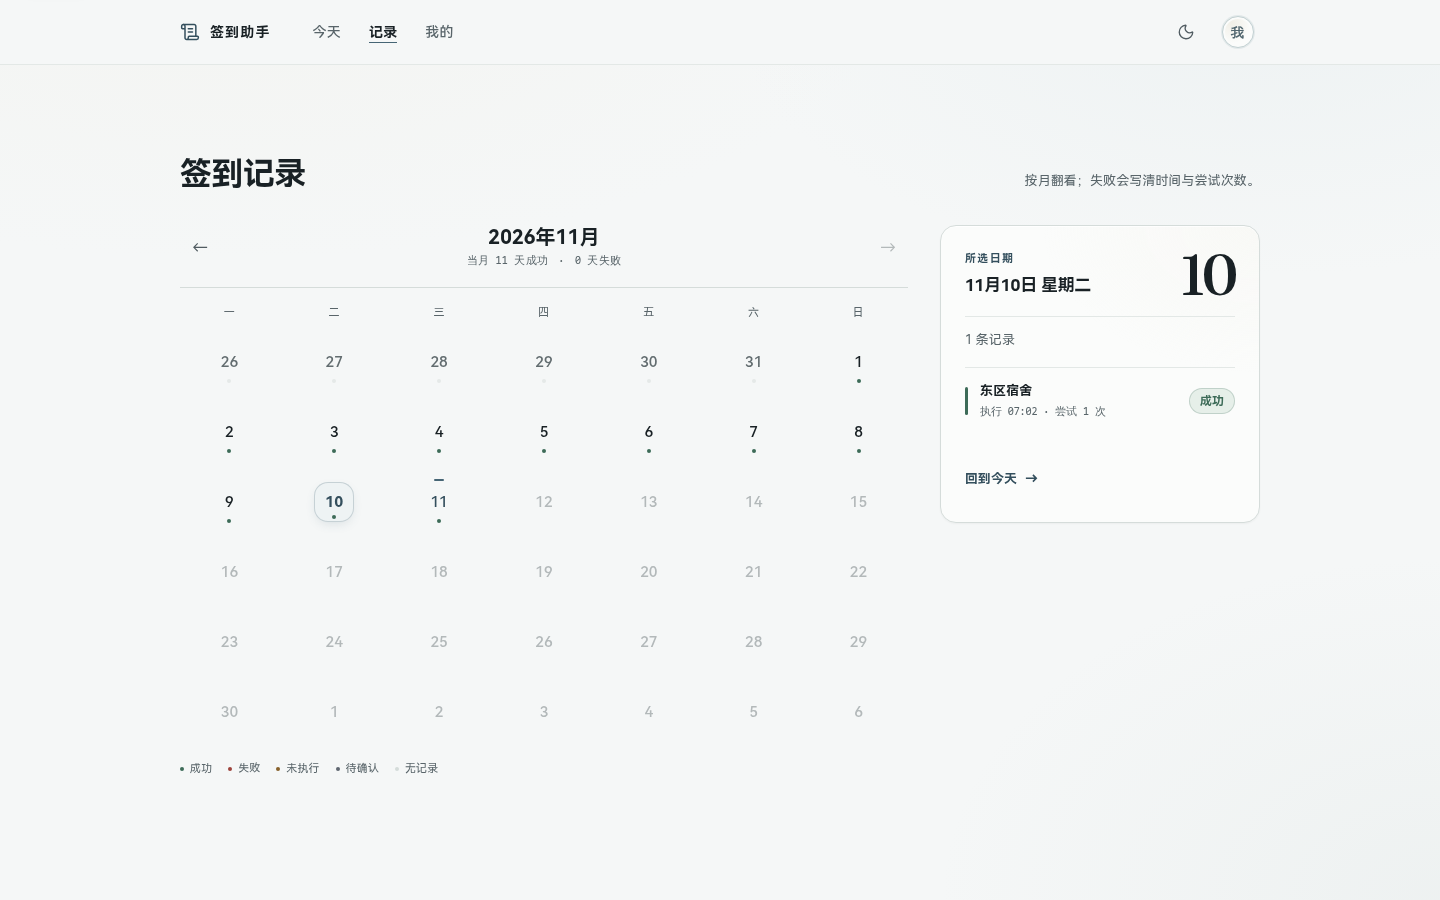 签到助手 今天 记录 我的 我
签到记录
按月翻看；失败会写清时间与尝试次数。
← 2026年11月 →
当月 11 天成功 · 0 天失败
一 二 三 四 五 六 日
26 27 28 29 30 31 1
2 3 4 5 6 7 8
9 10 11 12 13 14 15
16 17 18 19 20 21 22
23 24 25 26 27 28 29
30 1 2 3 4 5 6
成功 失败 未执行 待确认 无记录
所选日期
11月10日 星期二
10
1 条记录
东区宿舍
执行 07:02 · 尝试 1 次
成功
回到今天 →